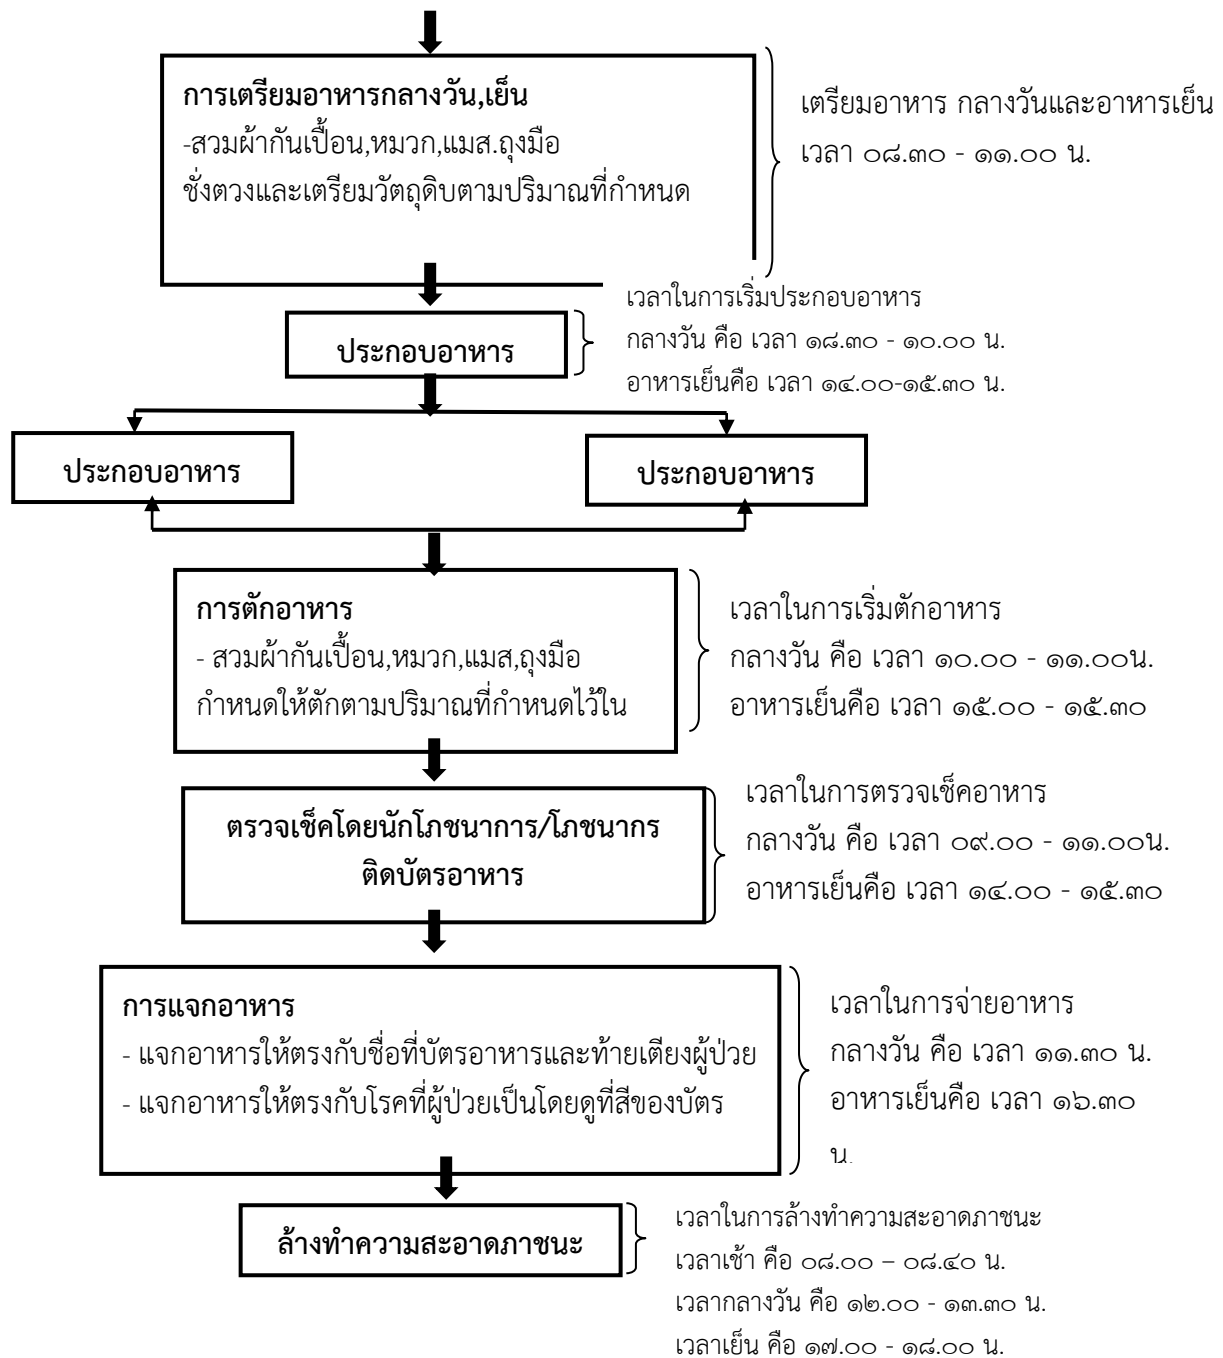 การเตรียมอาหารกลางวัน,เย็น
-สวมผ้ากันเปื้อน,หมวก,แมส.ถุงมือ
ชั่งตวงและเตรียมวัตถุดิบตามปริมาณที่กำหนด
เตรียมอาหาร กลางวันและอาหารเย็น
เวลา ๐๘.๓๐ - ๑๑.๐๐ น.
ประกอบอาหาร
เวลาในการเริ่มประกอบอาหาร
กลางวัน คือ เวลา ๑๘.๓๐ - ๑๐.๐๐ น.
อาหารเย็นคือ เวลา ๑๔.๐๐-๑๕.๓๐ น.
ประกอบอาหาร
ประกอบอาหาร
การตักอาหาร
- สวมผ้ากันเปื้อน,หมวก,แมส,ถุงมือ
กำหนดให้ตักตามปริมาณที่กำหนดไว้ใน
เวลาในการเริ่มตักอาหาร
กลางวัน คือ เวลา ๑๐.๐๐ - ๑๑.๐๐น.
อาหารเย็นคือ เวลา ๑๕.๐๐ - ๑๕.๓๐
ตรวจเช็คโดยนักโภชนาการ/โภชนากร
ติดบัตรอาหาร
เวลาในการตรวจเช็คอาหาร
กลางวัน คือ เวลา ๐๙.๐๐ - ๑๑.๐๐น.
อาหารเย็นคือ เวลา ๑๔.๐๐ - ๑๕.๓๐
การแจกอาหาร
- แจกอาหารให้ตรงกับชื่อที่บัตรอาหารและท้ายเตียงผู้ป่วย
- แจกอาหารให้ตรงกับโรคที่ผู้ป่วยเป็นโดยดูที่สีของบัตร
เวลาในการจ่ายอาหาร
กลางวัน คือ เวลา ๑๑.๓๐ น.
อาหารเย็นคือ เวลา ๑๖.๓๐
น.
ล้างทำความสะอาดภาชนะ
เวลาในการล้างทำความสะอาดภาชนะ
เวลาเช้า คือ ๐๘.๐๐ – ๐๘.๔๐ น.
เวลากลางวัน คือ ๑๒.๐๐ - ๑๓.๓๐ น.
เวลาเย็น คือ ๑๗.๐๐ - ๑๘.๐๐ น.